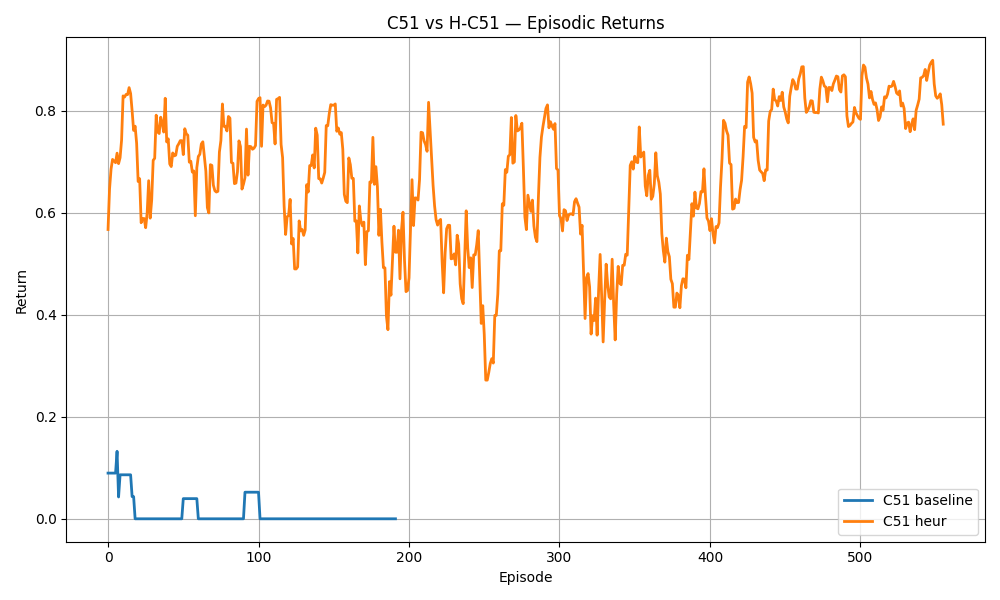 C51 vs H-C51 — Episodic Returns
Return
0.8
0.6
0.4
0.2
0.0
0 100 200 300 400 500
Episode
C51 baseline
C51 heur